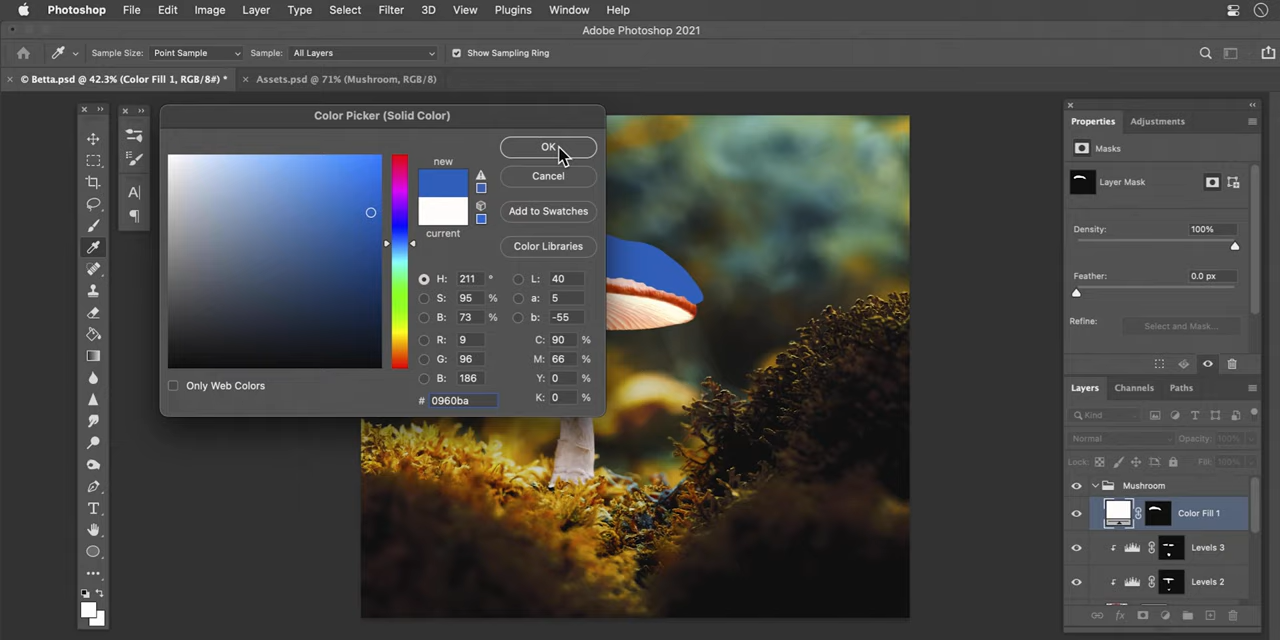 Photoshop File Edit Image Layer Type Select Filter 3D View Plugins Window Help
Adobe Photoshop 2021
Sample Size: Point Sample Sample: All Layers Show Sampling Ring
× © Betta.psd @ 42.3% (Color Fill 1, RGB/8#) * × Assets.psd @ 71% (Mushroom, RGB/8)
Color Picker (Solid Color)
new
current
OK
Cancel
Add to Swatches
Color Libraries
H: 211 ° L: 40
S: 95 % a: 5
B: 73 % b: -55
R: 9 C: 90 %
G: 96 M: 66 %
B: 186 Y: 0 %
# 0960ba K: 0 %
Only Web Colors
Properties Adjustments
Masks
Layer Mask
Density: 100%
Feather: 0.0 px
Refine: Select and Mask...
Layers Channels Paths
Kind
Normal Opacity: 100%
Lock: Fill: 100%
Mushroom
Color Fill 1
Levels 3
Levels 2